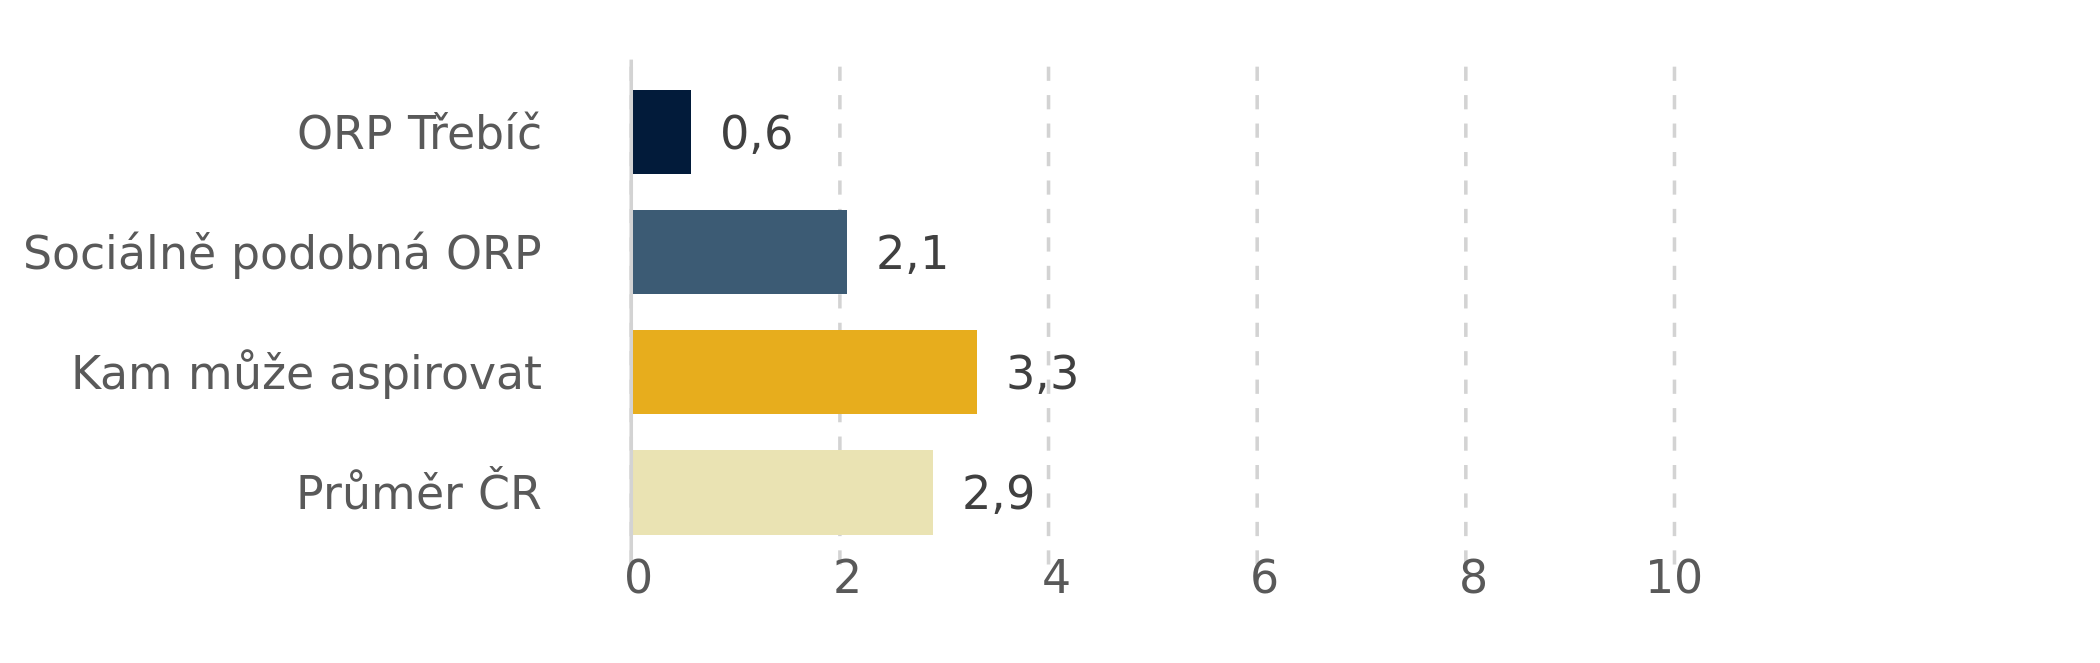 ORP Třebíč 0,6
Sociálně podobná ORP 2,1
Kam může aspirovat 3,3
Průměr ČR 2,9
0 2 4 6 8 10